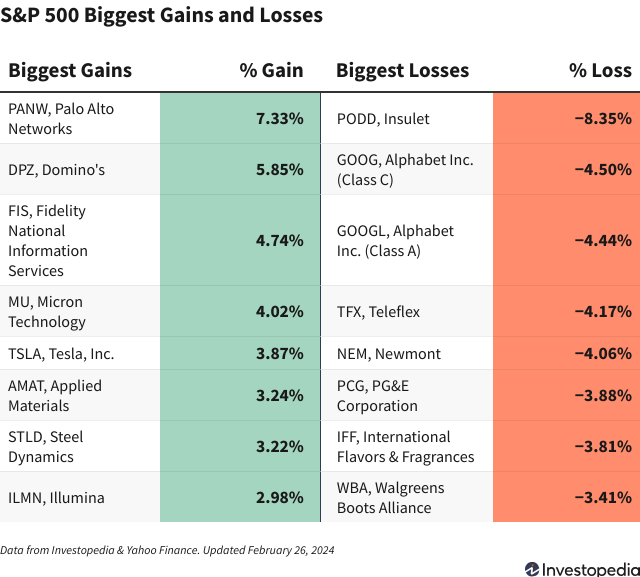 S&P 500 Biggest Gains and Losses
Biggest Gains % Gain Biggest Losses % Loss
PANW, Palo Alto
Networks
7.33%
PODD, Insulet
−8.35%
DPZ, Domino's
5.85%
GOOG, Alphabet Inc.
(Class C)
−4.50%
FIS, Fidelity
National
Information
Services
4.74%
GOOGL, Alphabet
Inc. (Class A)
−4.44%
MU, Micron
Technology
4.02%
TFX, Teleflex
−4.17%
TSLA, Tesla, Inc.
3.87%
NEM, Newmont
−4.06%
AMAT, Applied
Materials
3.24%
PCG, PG&E
Corporation
−3.88%
STLD, Steel
Dynamics
3.22%
IFF, International
Flavors & Fragrances
−3.81%
ILMN, Illumina
2.98%
WBA, Walgreens
Boots Alliance
−3.41%
Data from Investopedia & Yahoo Finance. Updated February 26, 2024
Investopedia